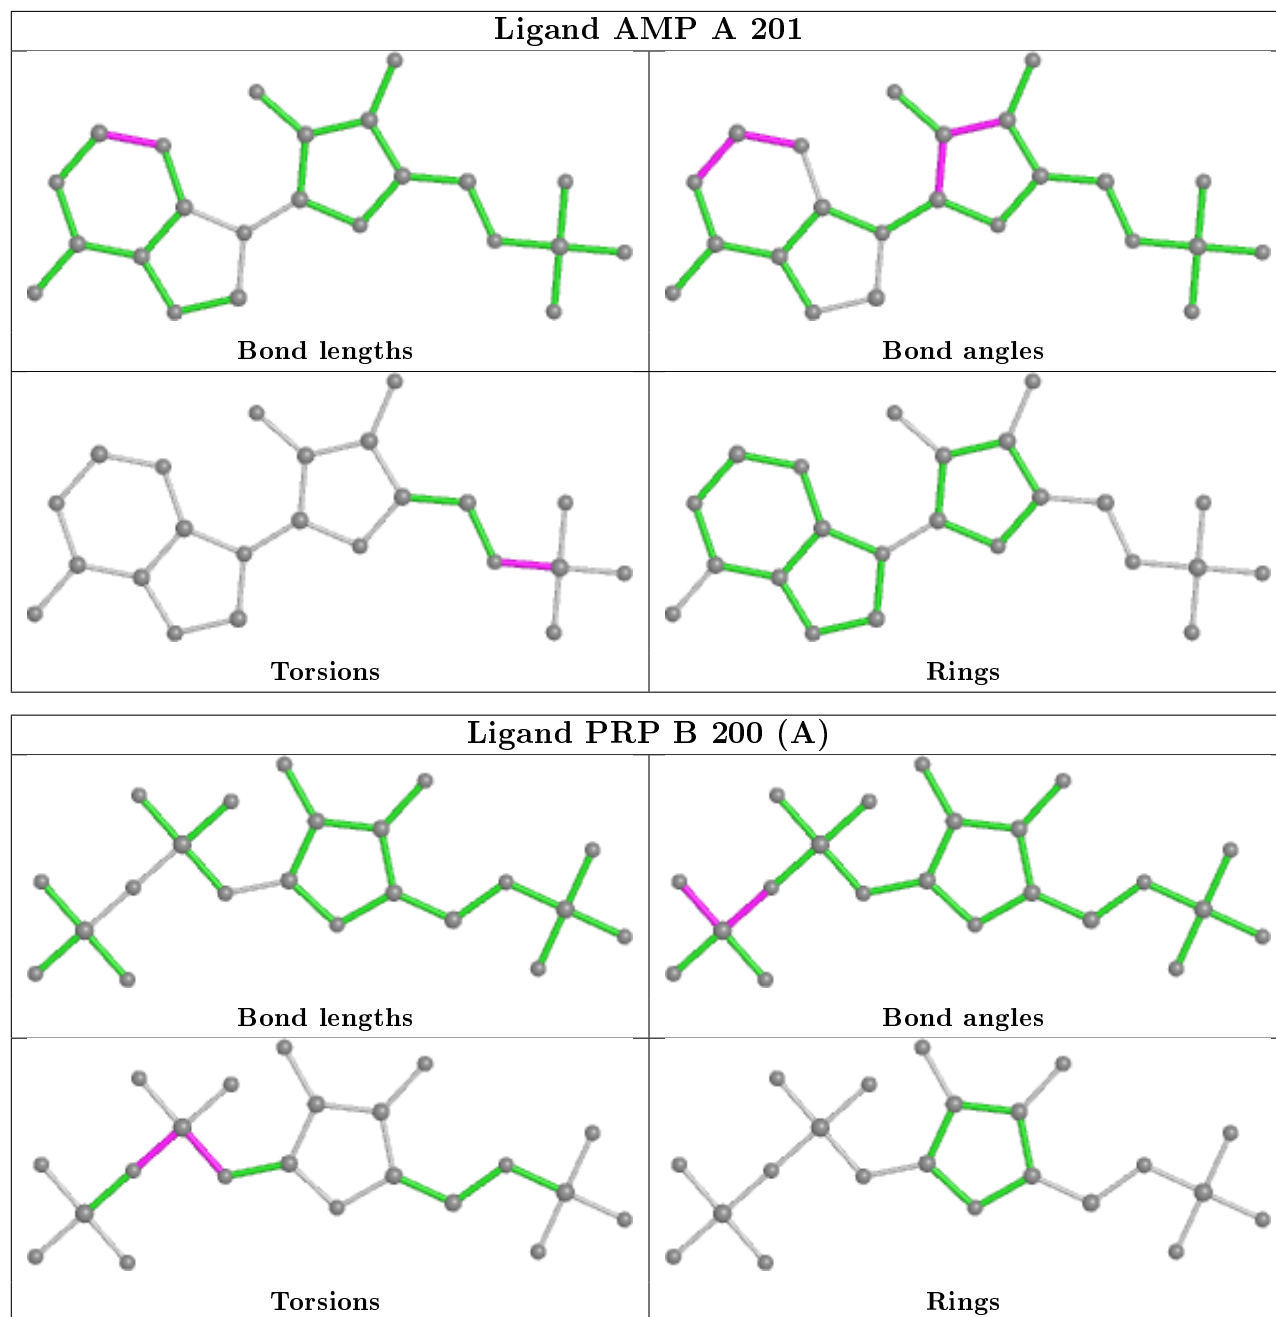 Ligand AMP A 201
Bond lengths
Bond angles
Torsions
Rings
Ligand PRP B 200 (A)
Bond lengths
Bond angles
Torsions
Rings